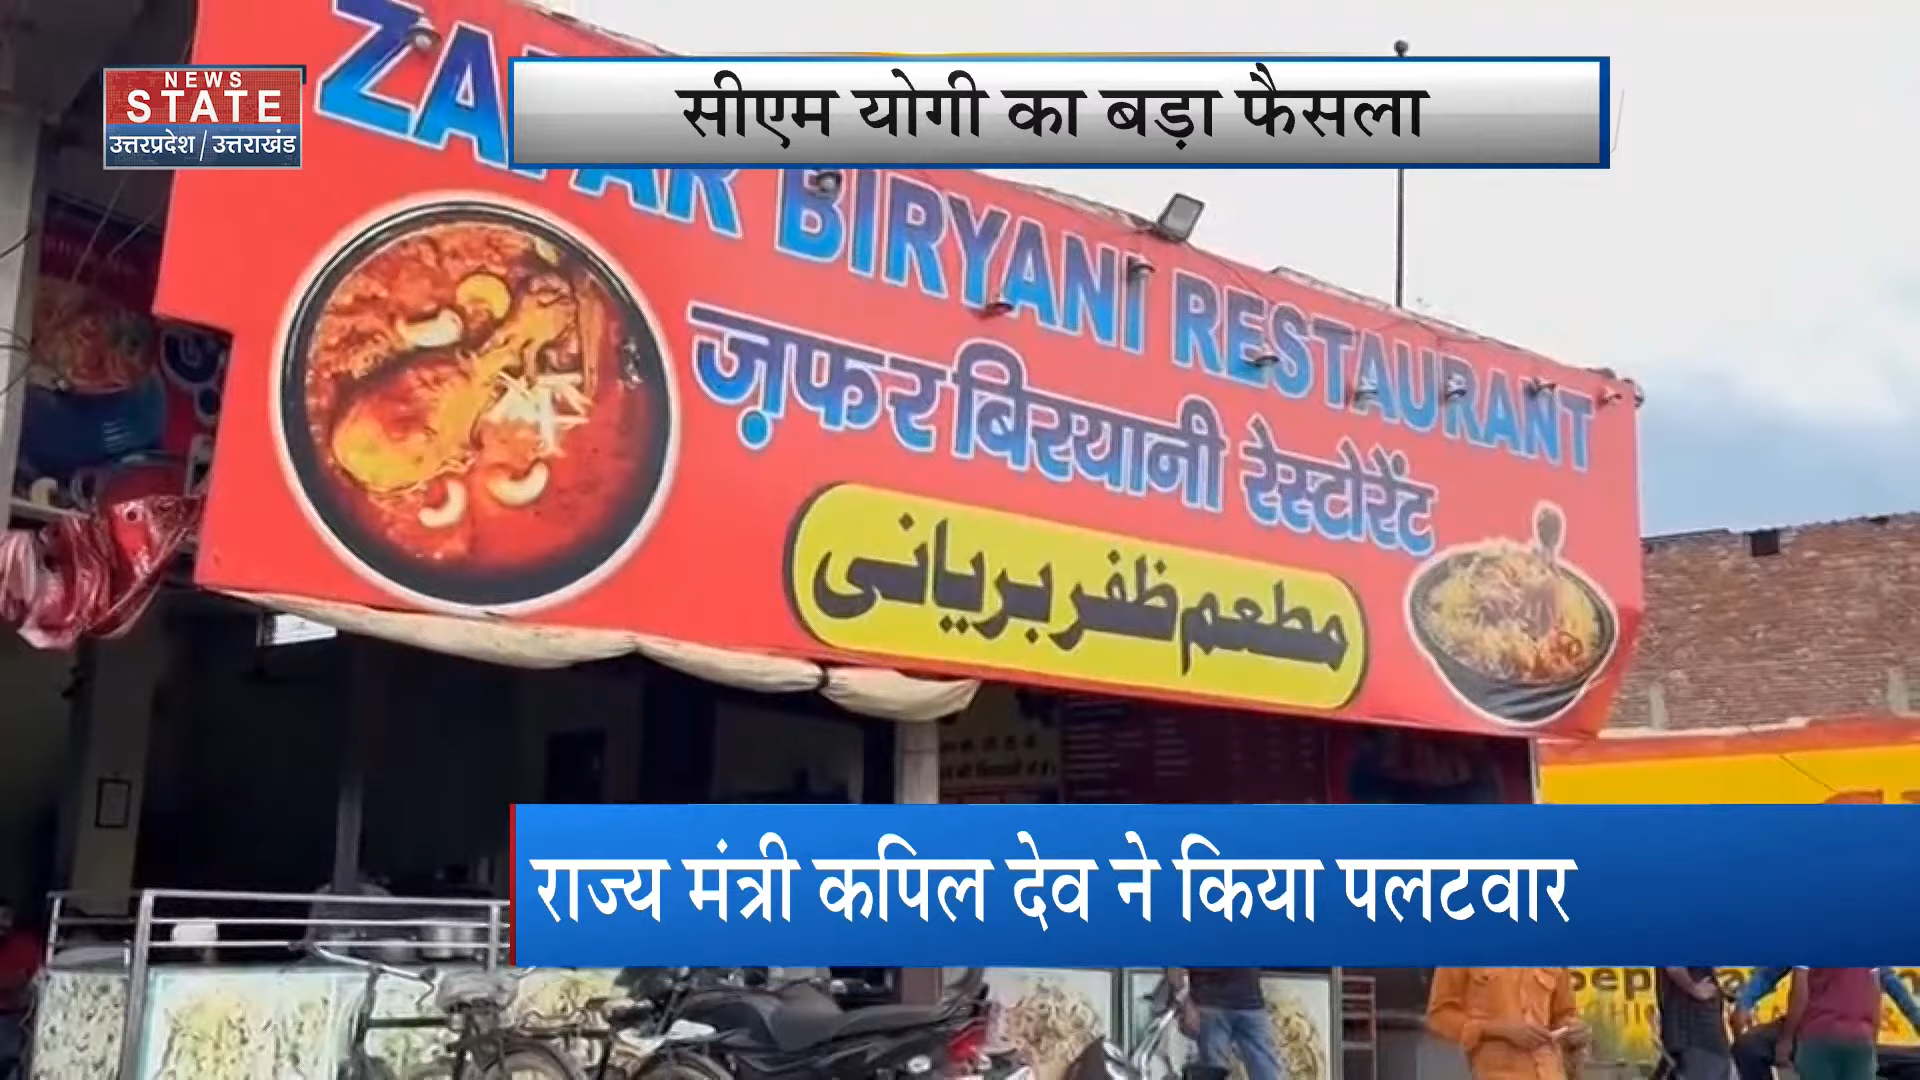 NEWS
STATE
उत्तरप्रदेश/उत्तराखंड
सीएम योगी का बड़ा फैसला
BIRYANI RESTAURANT
ज़फर बिरयानी रेस्टोरेंट
مطعم ظفر بریانی
राज्य मंत्री कपिल देव ने किया पलटवार